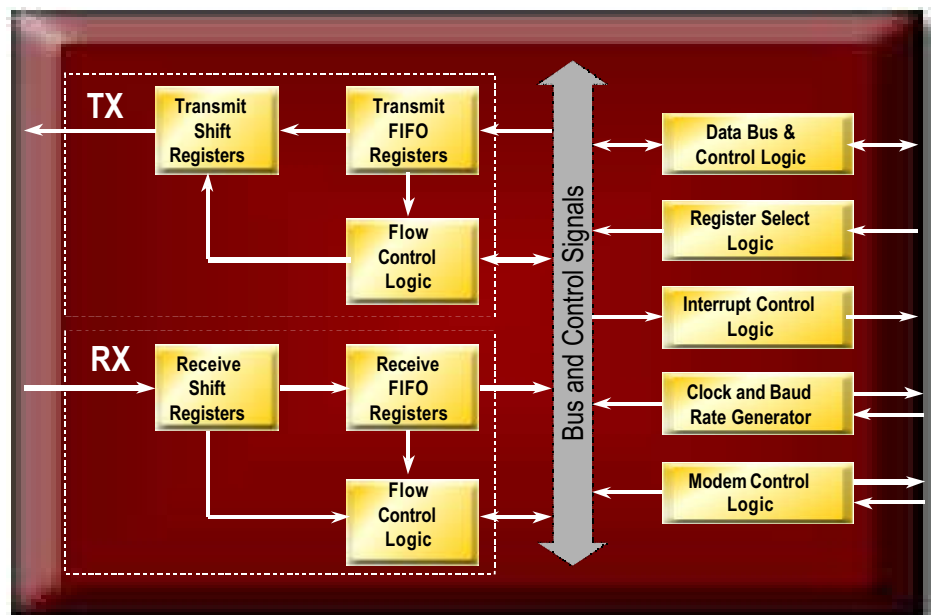 TX
Transmit
Shift
Registers
Transmit
FIFO
Registers
Flow
Control
Logic
RX
Receive
Shift
Registers
Receive
FIFO
Registers
Flow
Control
Logic
Bus and Control Signals
Data Bus &
Control Logic
Register Select
Logic
Interrupt Control
Logic
Clock and Baud
Rate Generator
Modem Control
Logic